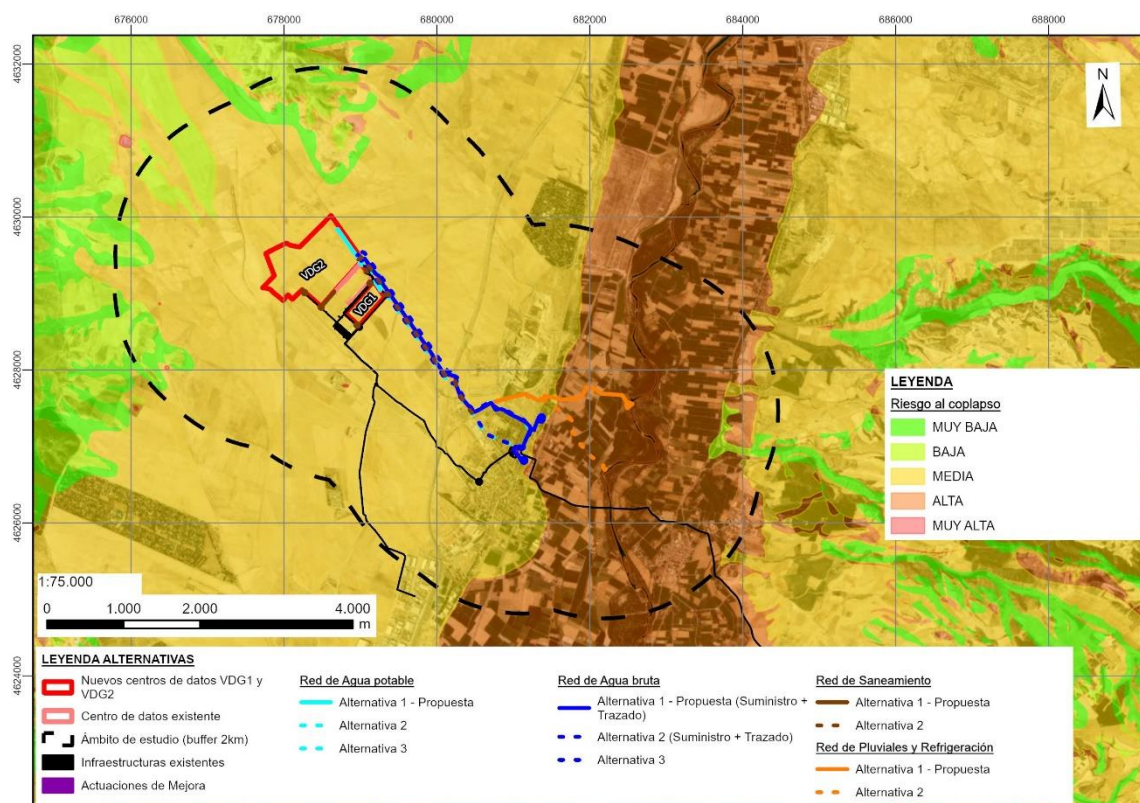 676000 678000 680000 682000 684000 686000 688000
4632000
4630000
4628000
4626000
4624000
N
VDG2
VDG1
LEYENDA
Riesgo al coplapso
MUY BAJA
BAJA
MEDIA
ALTA
MUY ALTA
1:75.000
0 1.000 2.000 4.000
m
LEYENDA ALTERNATIVAS
Nuevos centros de datos VDG1 y
VDG2
Centro de datos existente
Ámbito de estudio (buffer 2km)
Infraestructuras existentes
Actuaciones de Mejora
Red de Agua potable
Alternativa 1 - Propuesta
Alternativa 2
Alternativa 3
Red de Agua bruta
Alternativa 1 - Propuesta (Suministro +
Trazado)
Alternativa 2 (Suministro + Trazado)
Alternativa 3
Red de Saneamiento
Alternativa 1 - Propuesta
Alternativa 2
Red de Pluviales y Refrigeración
Alternativa 1 - Propuesta
Alternativa 2